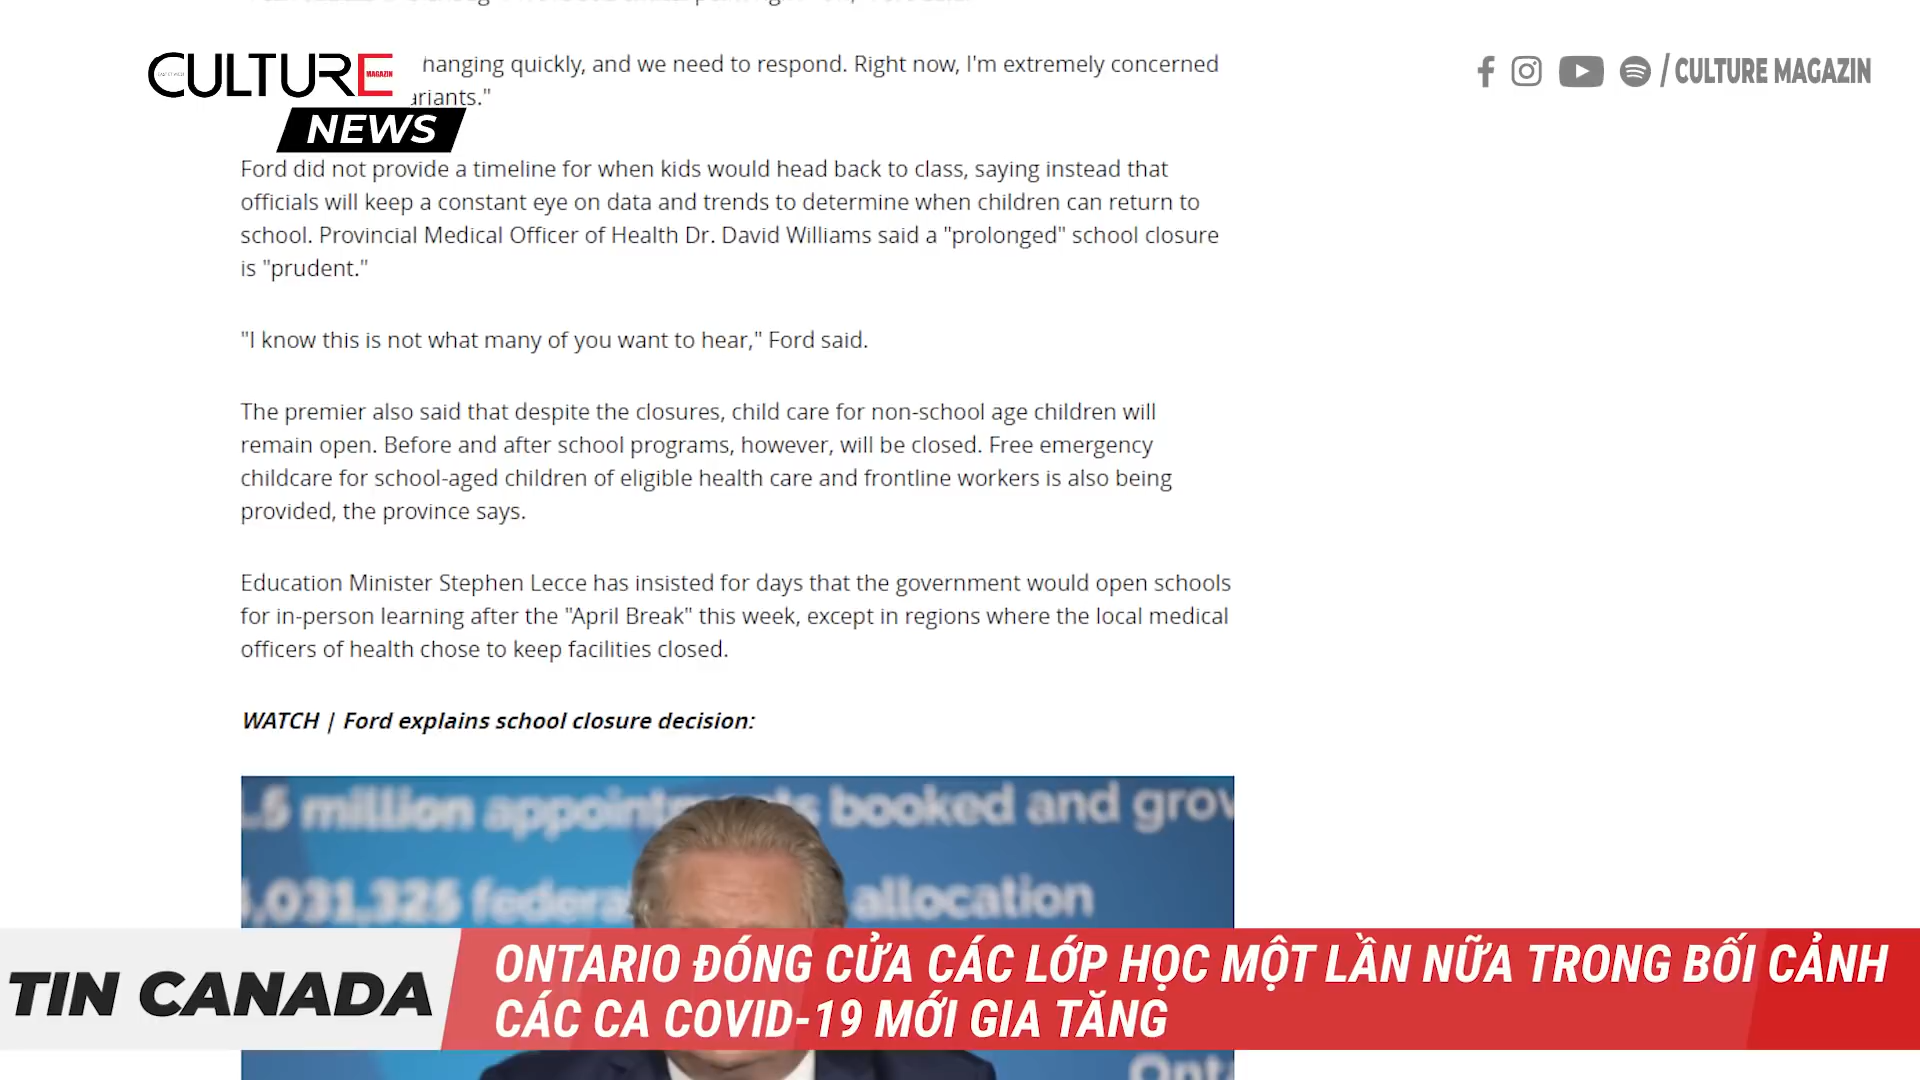 CULTURE
MAGAZIN
NEWS
/ CULTURE MAGAZIN
hanging quickly, and we need to respond. Right now, I'm extremely concerned
ariants."
Ford did not provide a timeline for when kids would head back to class, saying instead that
officials will keep a constant eye on data and trends to determine when children can return to
school. Provincial Medical Officer of Health Dr. David Williams said a "prolonged" school closure
is "prudent."
"I know this is not what many of you want to hear," Ford said.
The premier also said that despite the closures, child care for non-school age children will
remain open. Before and after school programs, however, will be closed. Free emergency
childcare for school-aged children of eligible health care and frontline workers is also being
provided, the province says.
Education Minister Stephen Lecce has insisted for days that the government would open schools
for in-person learning after the "April Break" this week, except in regions where the local medical
officers of health chose to keep facilities closed.
WATCH | Ford explains school closure decision:
.5 million appointments booked and grow
,031,325 federa allocation
TIN CANADA
ONTARIO ĐÓNG CỬA CÁC LỚP HỌC MỘT LẦN NỮA TRONG BỐI CẢNH
CÁC CA COVID-19 MỚI GIA TĂNG
Onta